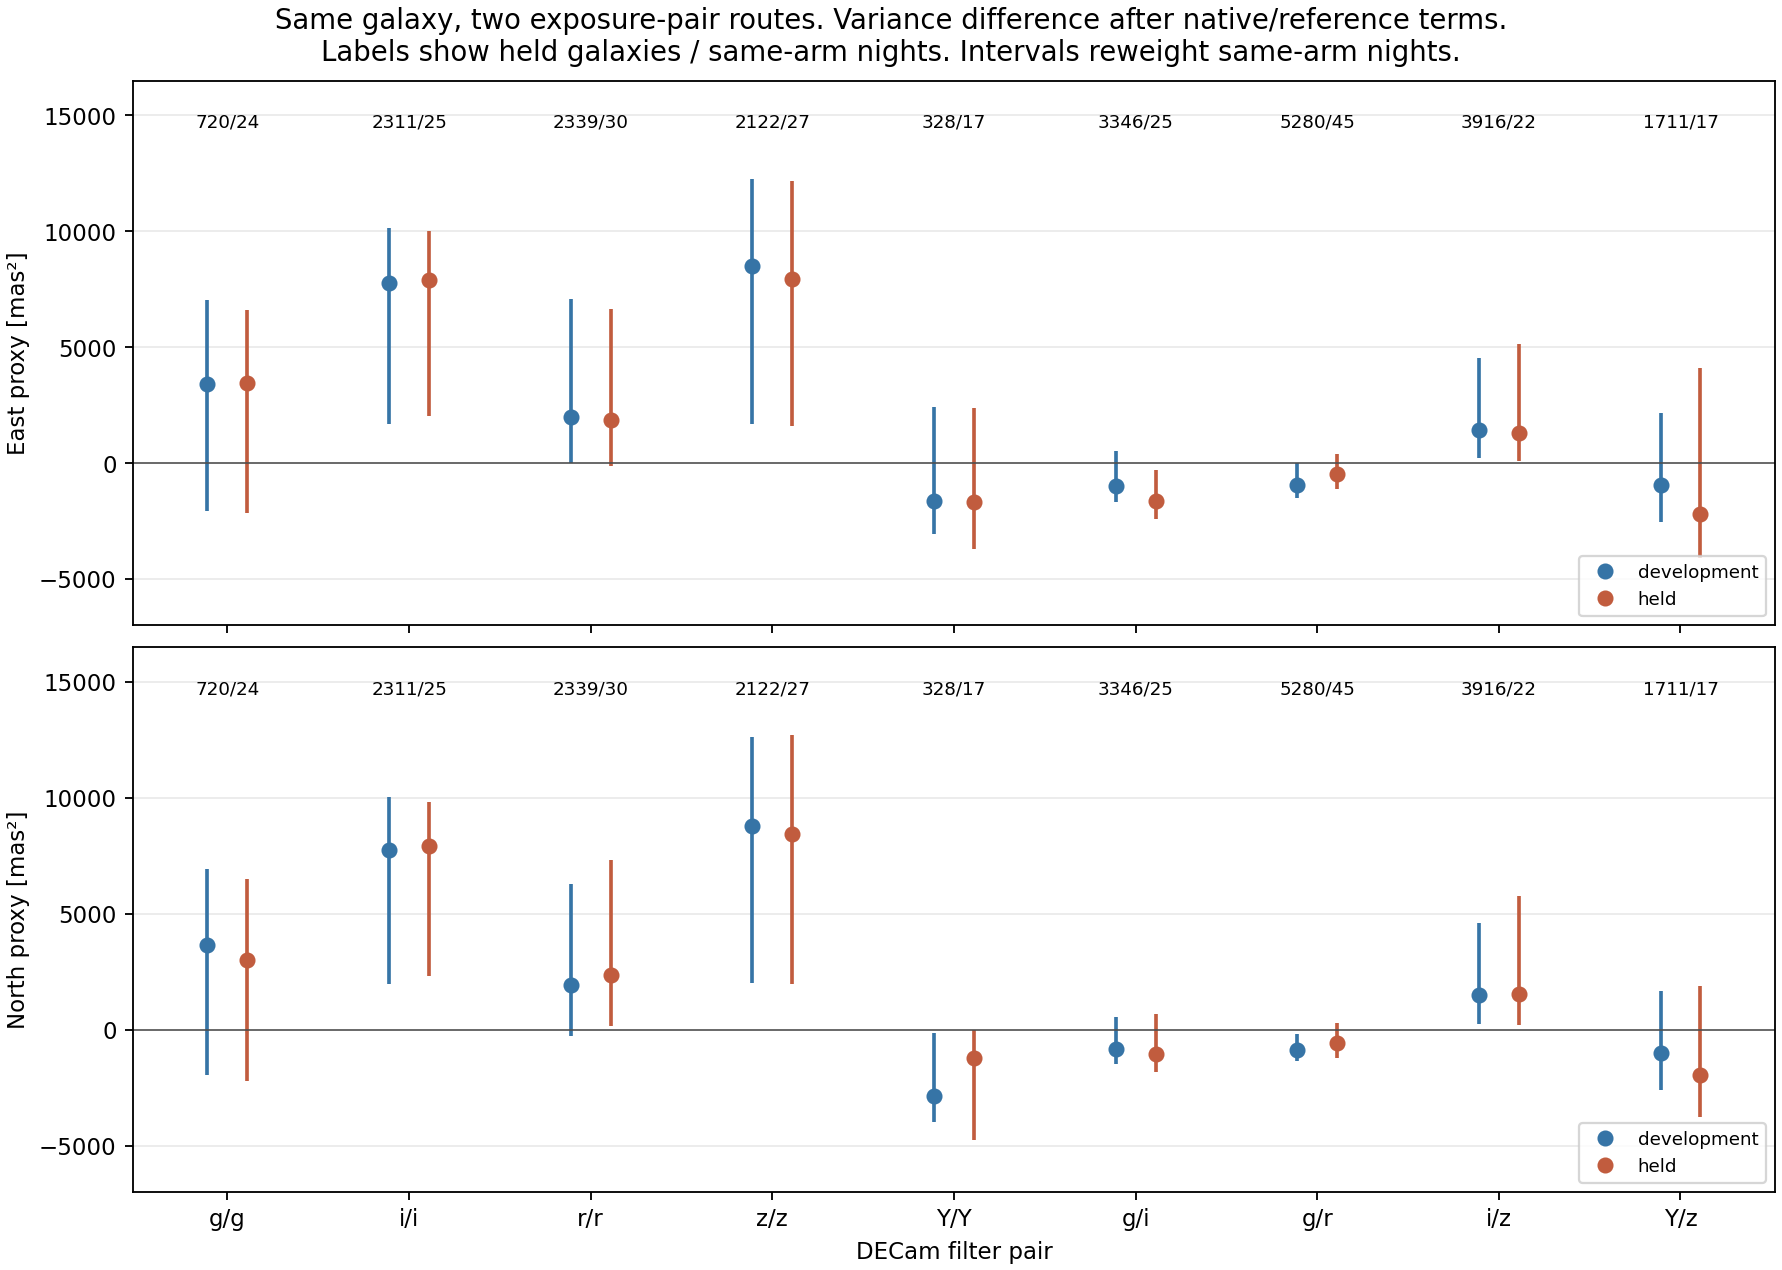 Same galaxy, two exposure-pair routes. Variance difference after native/reference terms.
Labels show held galaxies / same-arm nights. Intervals reweight same-arm nights.
East proxy [mas²]
15000
10000
5000
0
−5000
720/24 2311/25 2339/30 2122/27 328/17 3346/25 5280/45 3916/22 1711/17
development
held
North proxy [mas²]
15000
10000
5000
0
−5000
720/24 2311/25 2339/30 2122/27 328/17 3346/25 5280/45 3916/22 1711/17
development
held
g/g i/i r/r z/z Y/Y g/i g/r i/z Y/z
DECam filter pair